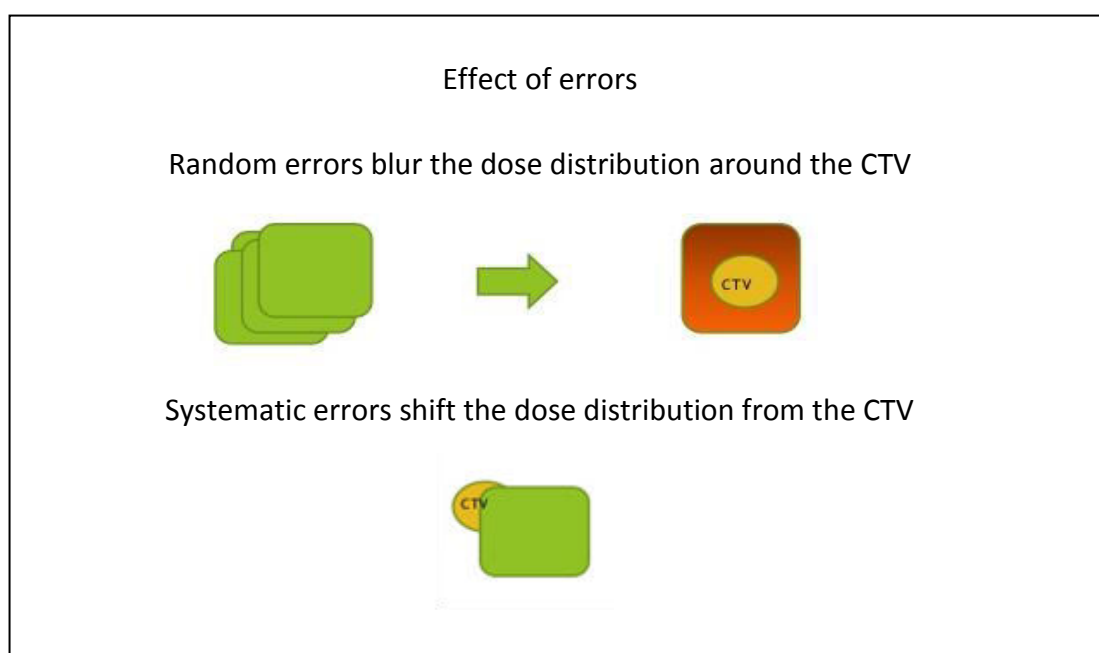 Effect of errors
Random errors blur the dose distribution around the CTV
CTV
Systematic errors shift the dose distribution from the CTV
CTV